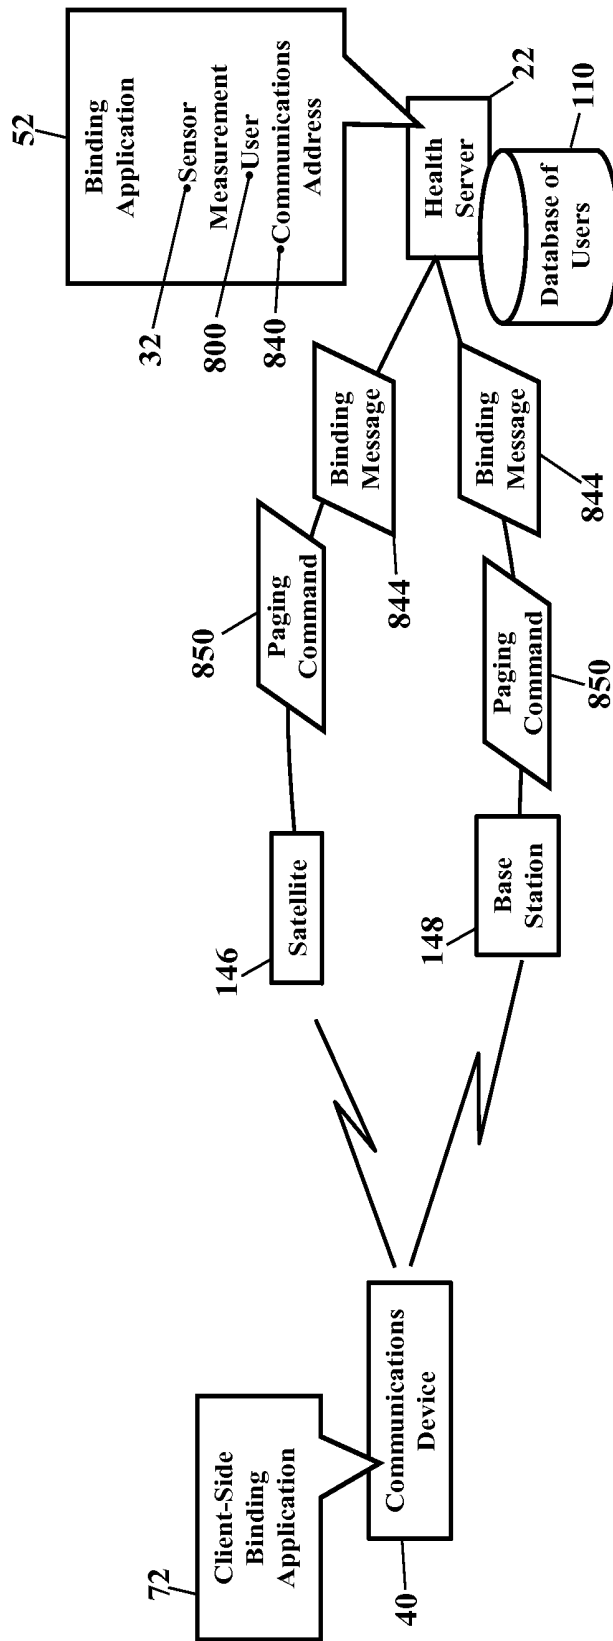 72
Client-Side
Binding
Application
40
Communications
Device
146
Satellite
148
Base
Station
850
Paging
Command
850
Paging
Command
844
Binding
Message
844
Binding
Message
52
Binding
Application
32
•Sensor
Measurement
800
•User
840
•Communications
Address
22
Health
Server
110
Database of
Users